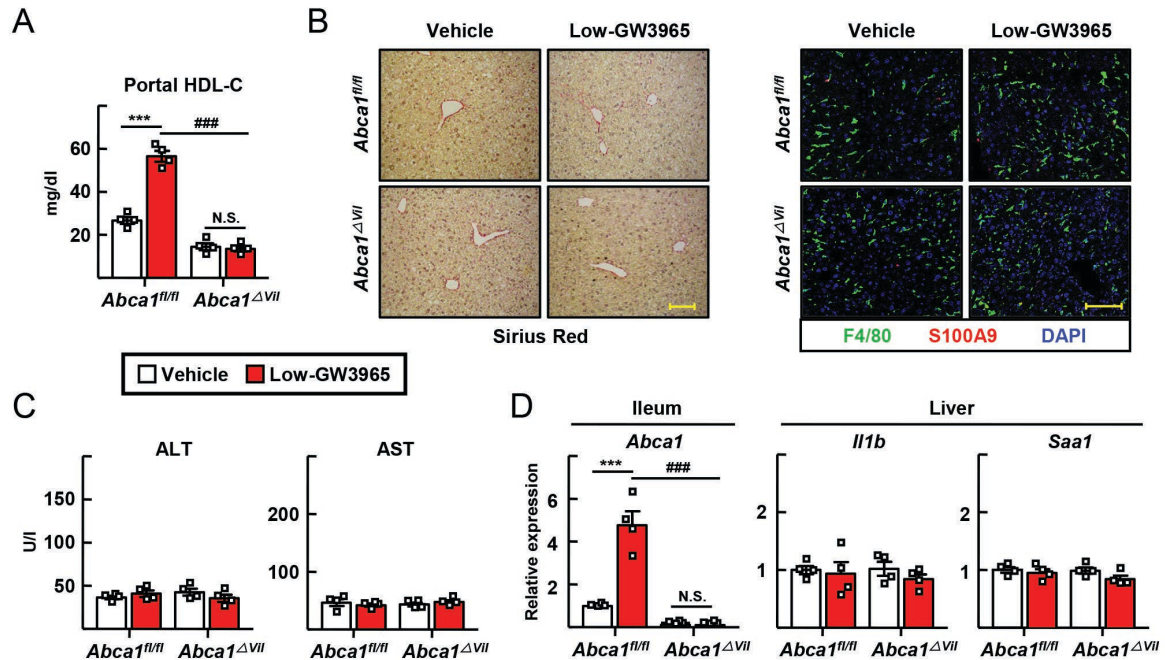 A
Portal HDL-C
*** ###
60
40
20
mg/dl
N.S.
Abca1fl/fl Abca1△Vil
B
Vehicle Low-GW3965
Abca1fl/fl
Abca1△Vil
Sirius Red
Vehicle Low-GW3965
Abca1fl/fl
Abca1△Vil
F4/80 S100A9 DAPI
Vehicle Low-GW3965
C
ALT
150
100
50
U/l
Abca1fl/fl Abca1△Vil
AST
200
100
Abca1fl/fl Abca1△Vil
D
Ileum
Abca1
*** ###
6
4
2
Relative expression
N.S.
Abca1fl/fl Abca1△Vil
Liver
Il1b
2
1
Abca1fl/fl Abca1△Vil
Saa1
2
1
Abca1fl/fl Abca1△Vil